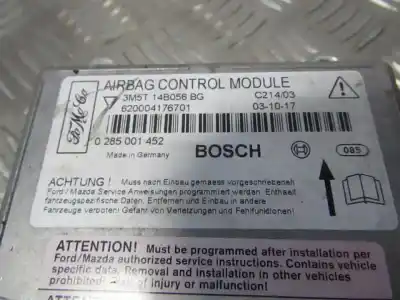 FoMoCo
AIRBAG CONTROL MODULE
3M5T 14B056 BG
C214/03
620004176701
03-10-17
0 285 001 452
Made in Germany
BOSCH
085
ACHTUNG ! Muss nach Einbau gemaess vorgeschriebenen
Ford/Mazda Service Anweisungen programmiert werden. Enthaelt
fahrzeugspezifische Daten. Entfernen und Einbau in andere
Fahrzeuge verboten! Gefahr von Verletzungen und Fehlfunktionen!
ATTENTION! Must be programmed after installation per
Ford/Mazda authorized service instructions. Contains vehicle
specific data. Removal and installation in other vehicles
prohibited! of injury or malfunction!